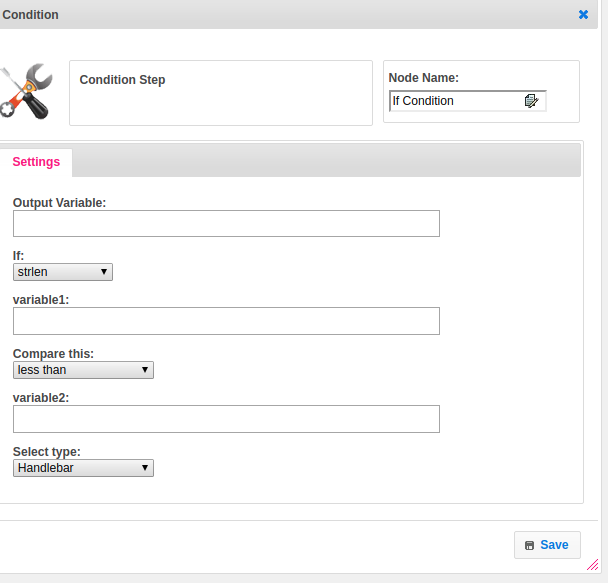 Condition
Condition Step
Node Name:
If Condition
Settings
Output Variable:
If:
strlen
variable1:
Compare this:
less than
variable2:
Select type:
Handlebar
Save